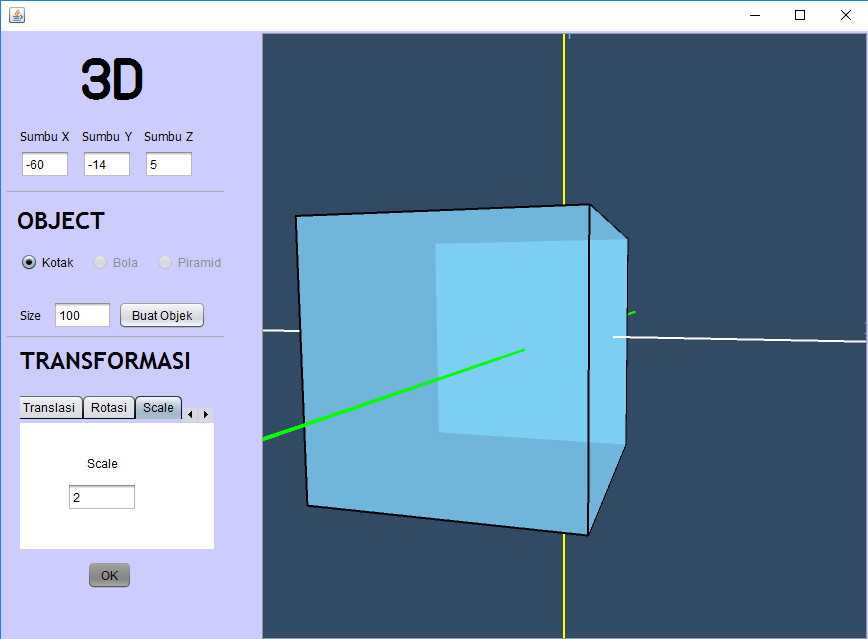 3D
Sumbu X Sumbu Y Sumbu Z
-60 -14 5
OBJECT
Kotak Bola Piramid
Size 100 Buat Objek
TRANSFORMASI
Translasi Rotasi Scale
Scale
2
OK